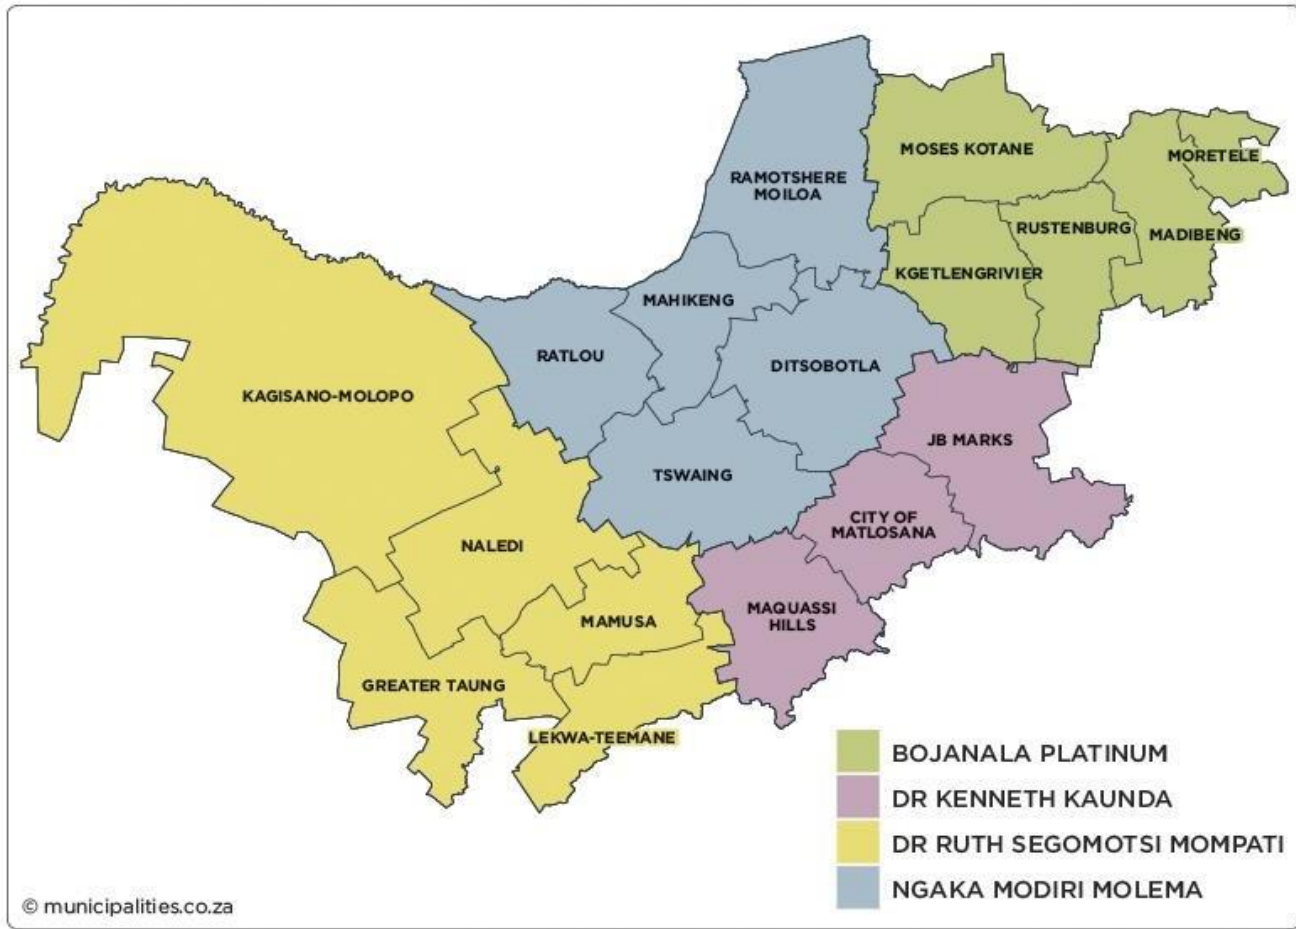 MOSES KOTANE
MORETELE
RAMOTSHERE
MOILOA
RUSTENBURG
MADIBENG
KGETLENGRIVIER
MAHIKENG
RATLOU
DITSOBOTLA
KAGISANO-MOLOPO
JB MARKS
TSWAING
CITY OF
MATLOSANA
NALEDI
MAQUASSI
HILLS
MAMUSA
GREATER TAUNG
LEKWA-TEEMANE
BOJANALA PLATINUM
DR KENNETH KAUNDA
DR RUTH SEGOMOTSI MOMPATI
NGAKA MODIRI MOLEMA
© municipalities.co.za